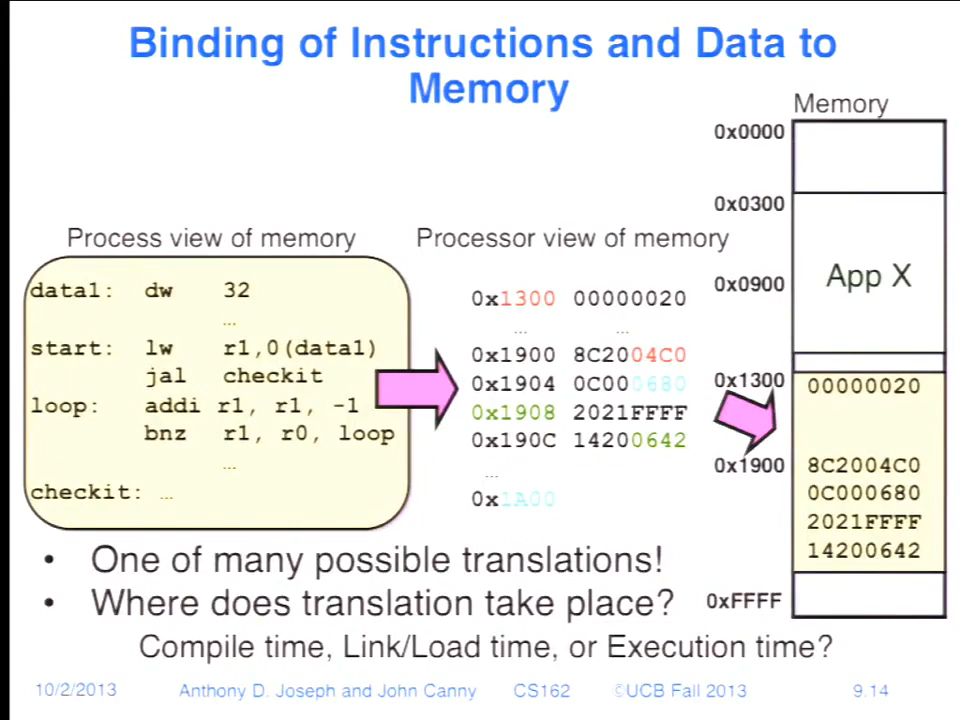 Binding of Instructions and Data to
Memory
Memory
0x0000
0x0300
Process view of memory
Processor view of memory
0x0900
App X
data1: dw 32
…
start: lw r1,0(data1)
jal checkit
loop: addi r1, r1, -1
bnz r1, r0, loop
…
checkit: …
0x1300 00000020
… …
0x1900 8C2004C0
0x1904 0C000680
0x1908 2021FFFF
0x190C 14200642
…
0x1A00
0x1300
00000020
0x1900
8C2004C0
0C000680
2021FFFF
14200642
0xFFFF
• One of many possible translations!
• Where does translation take place?
Compile time, Link/Load time, or Execution time?
10/2/2013 Anthony D. Joseph and John Canny CS162 ©UCB Fall 2013 9.14